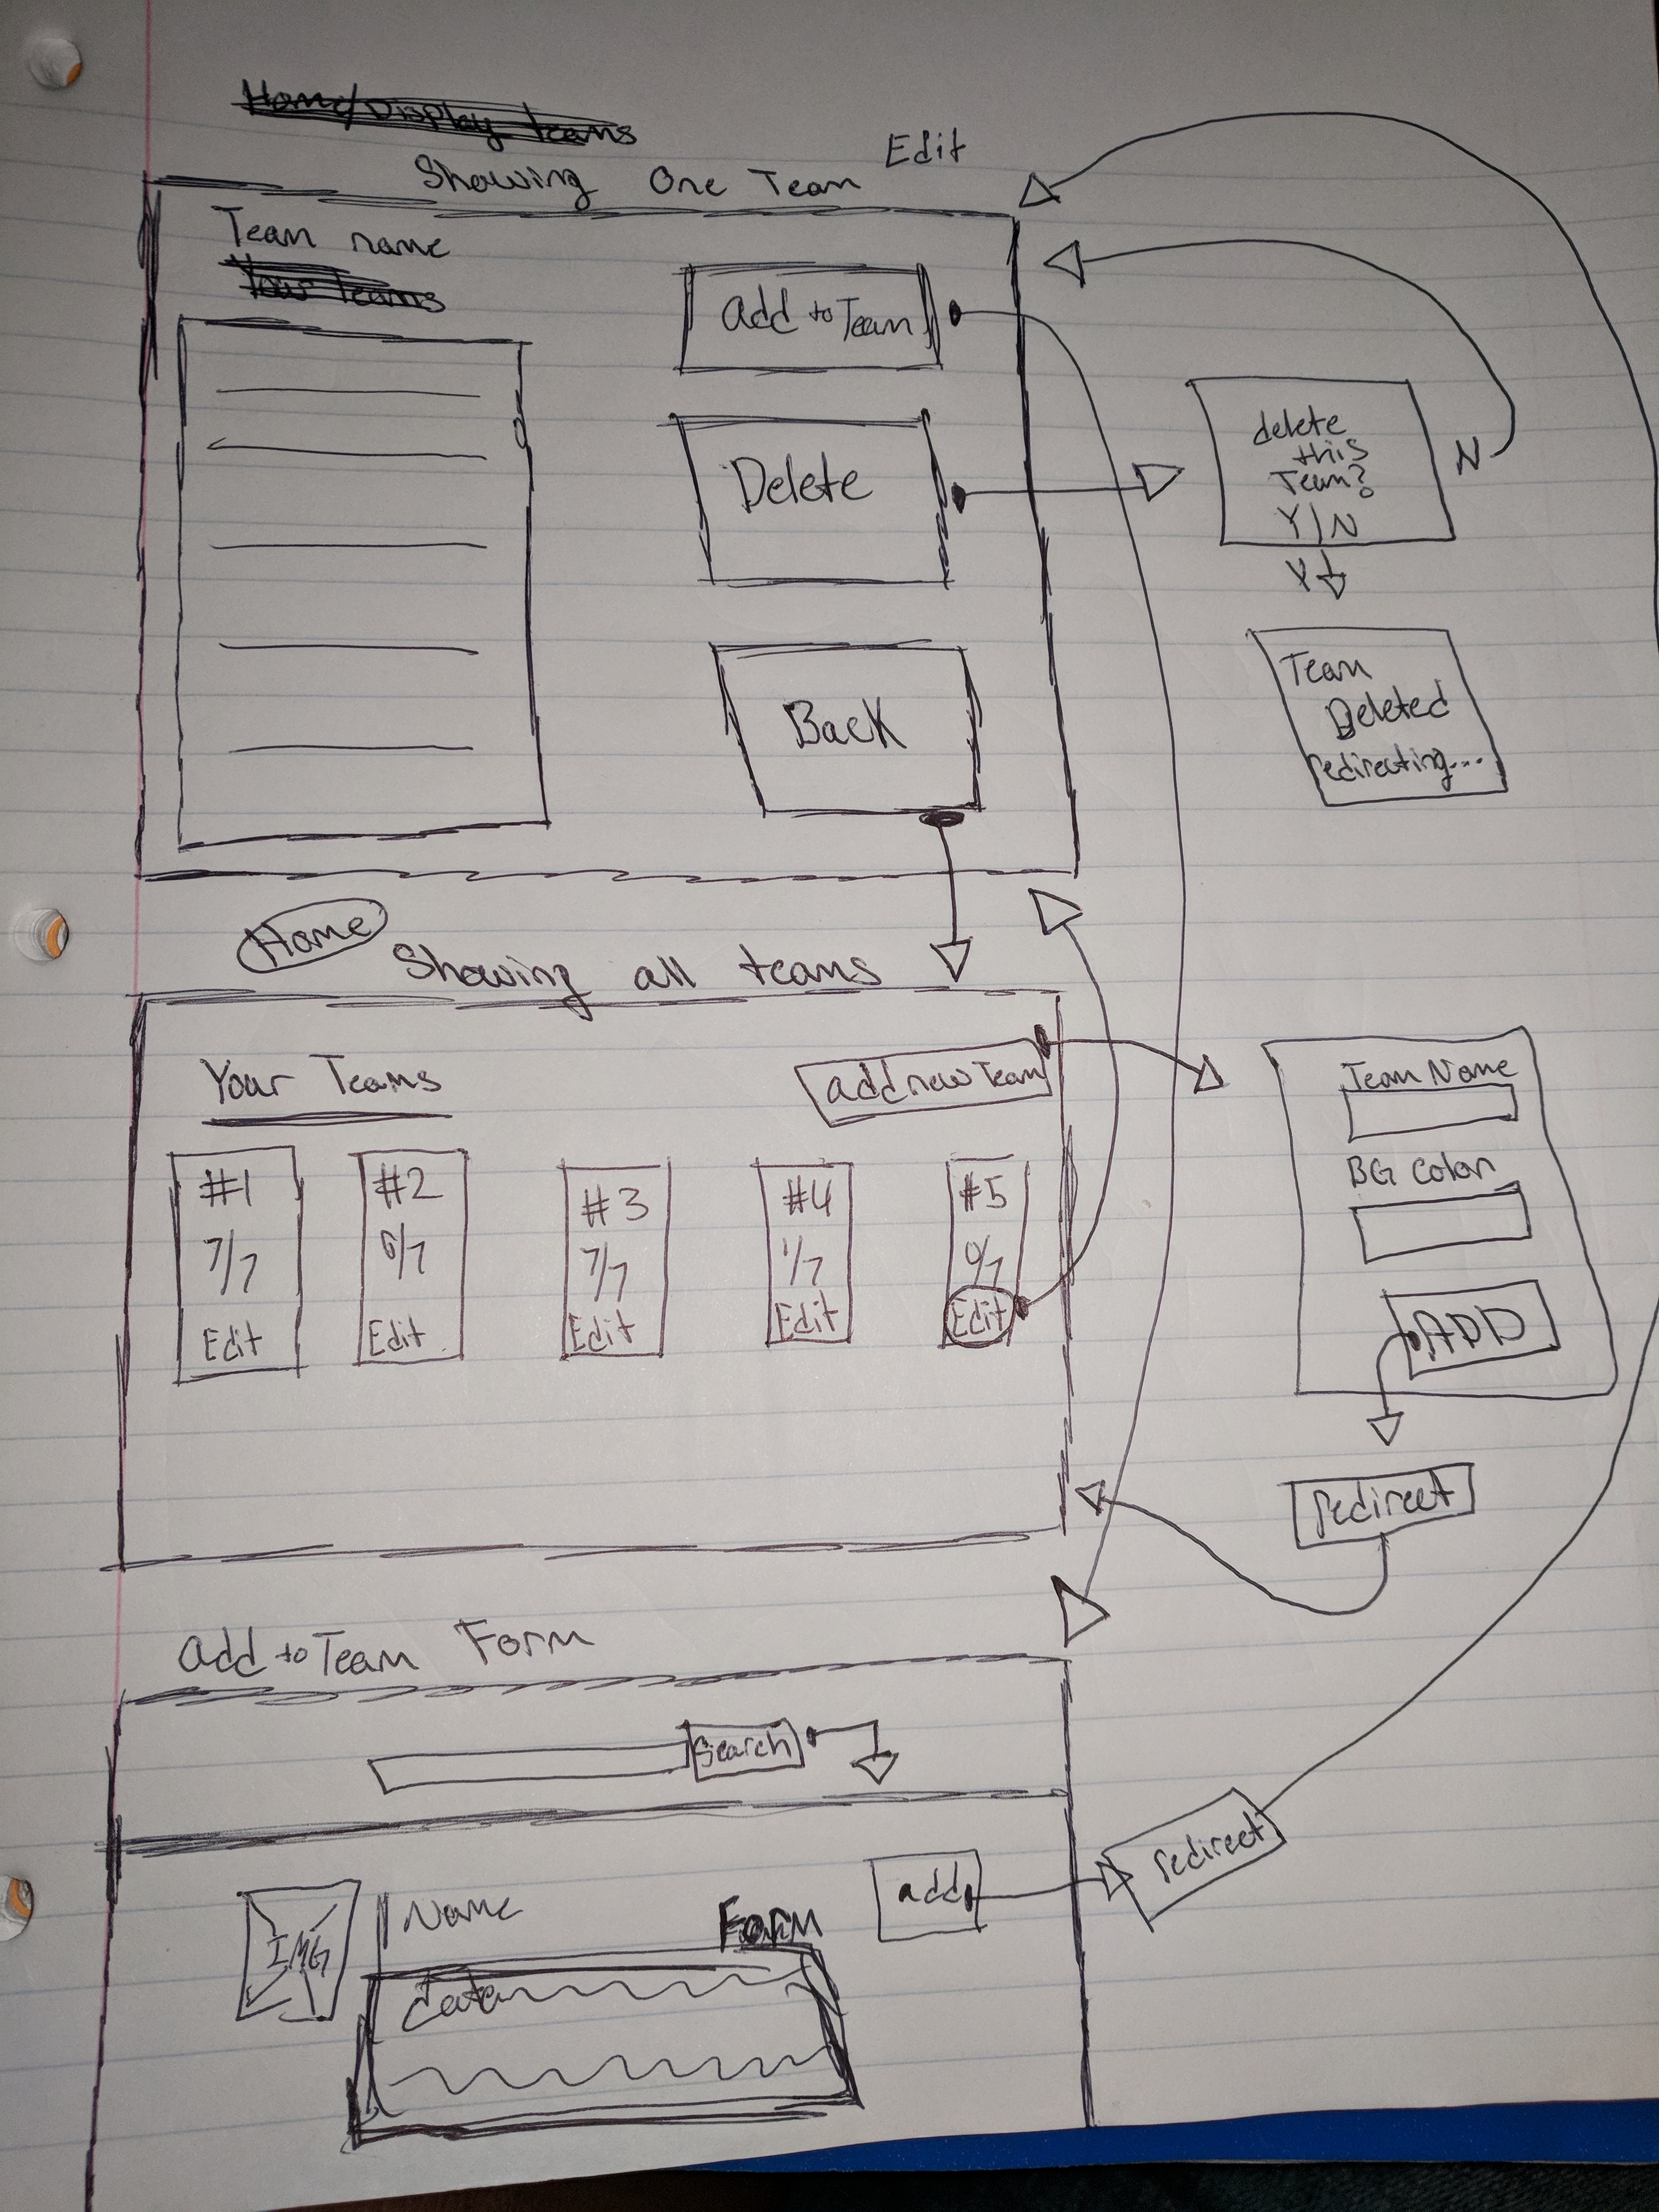 Home/Display teams
Showing One Team
Edit
Team name
Your Teams
add to Team
Delete
Back
delete
this
Team?
Y|N
N
Y
Team
Deleted
redirecting...
Home
Showing all teams
Your Teams
add new Team
#1
7/7
Edit
#2
6/7
Edit
#3
7/7
Edit
#4
1/7
Edit
#5
0/7
Edit
Team Name
BG Color
ADD
redirect
add to Team Form
Search
IMG
Name
Form
add
redirect
data